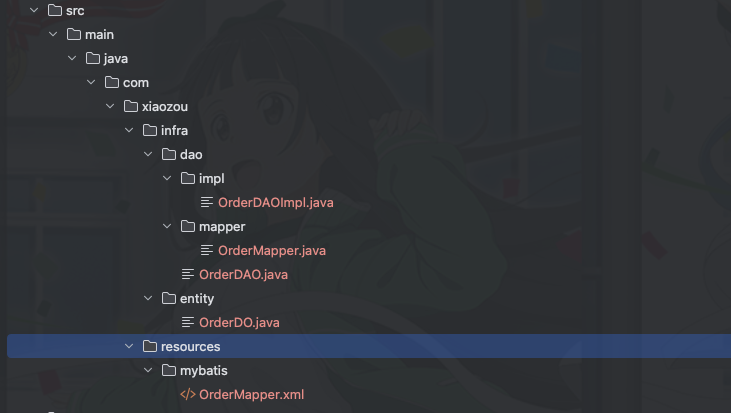 src
main
java
com
xiaozou
infra
dao
impl
OrderDAOImpl.java
mapper
OrderMapper.java
OrderDAO.java
entity
OrderDO.java
resources
mybatis
OrderMapper.xml